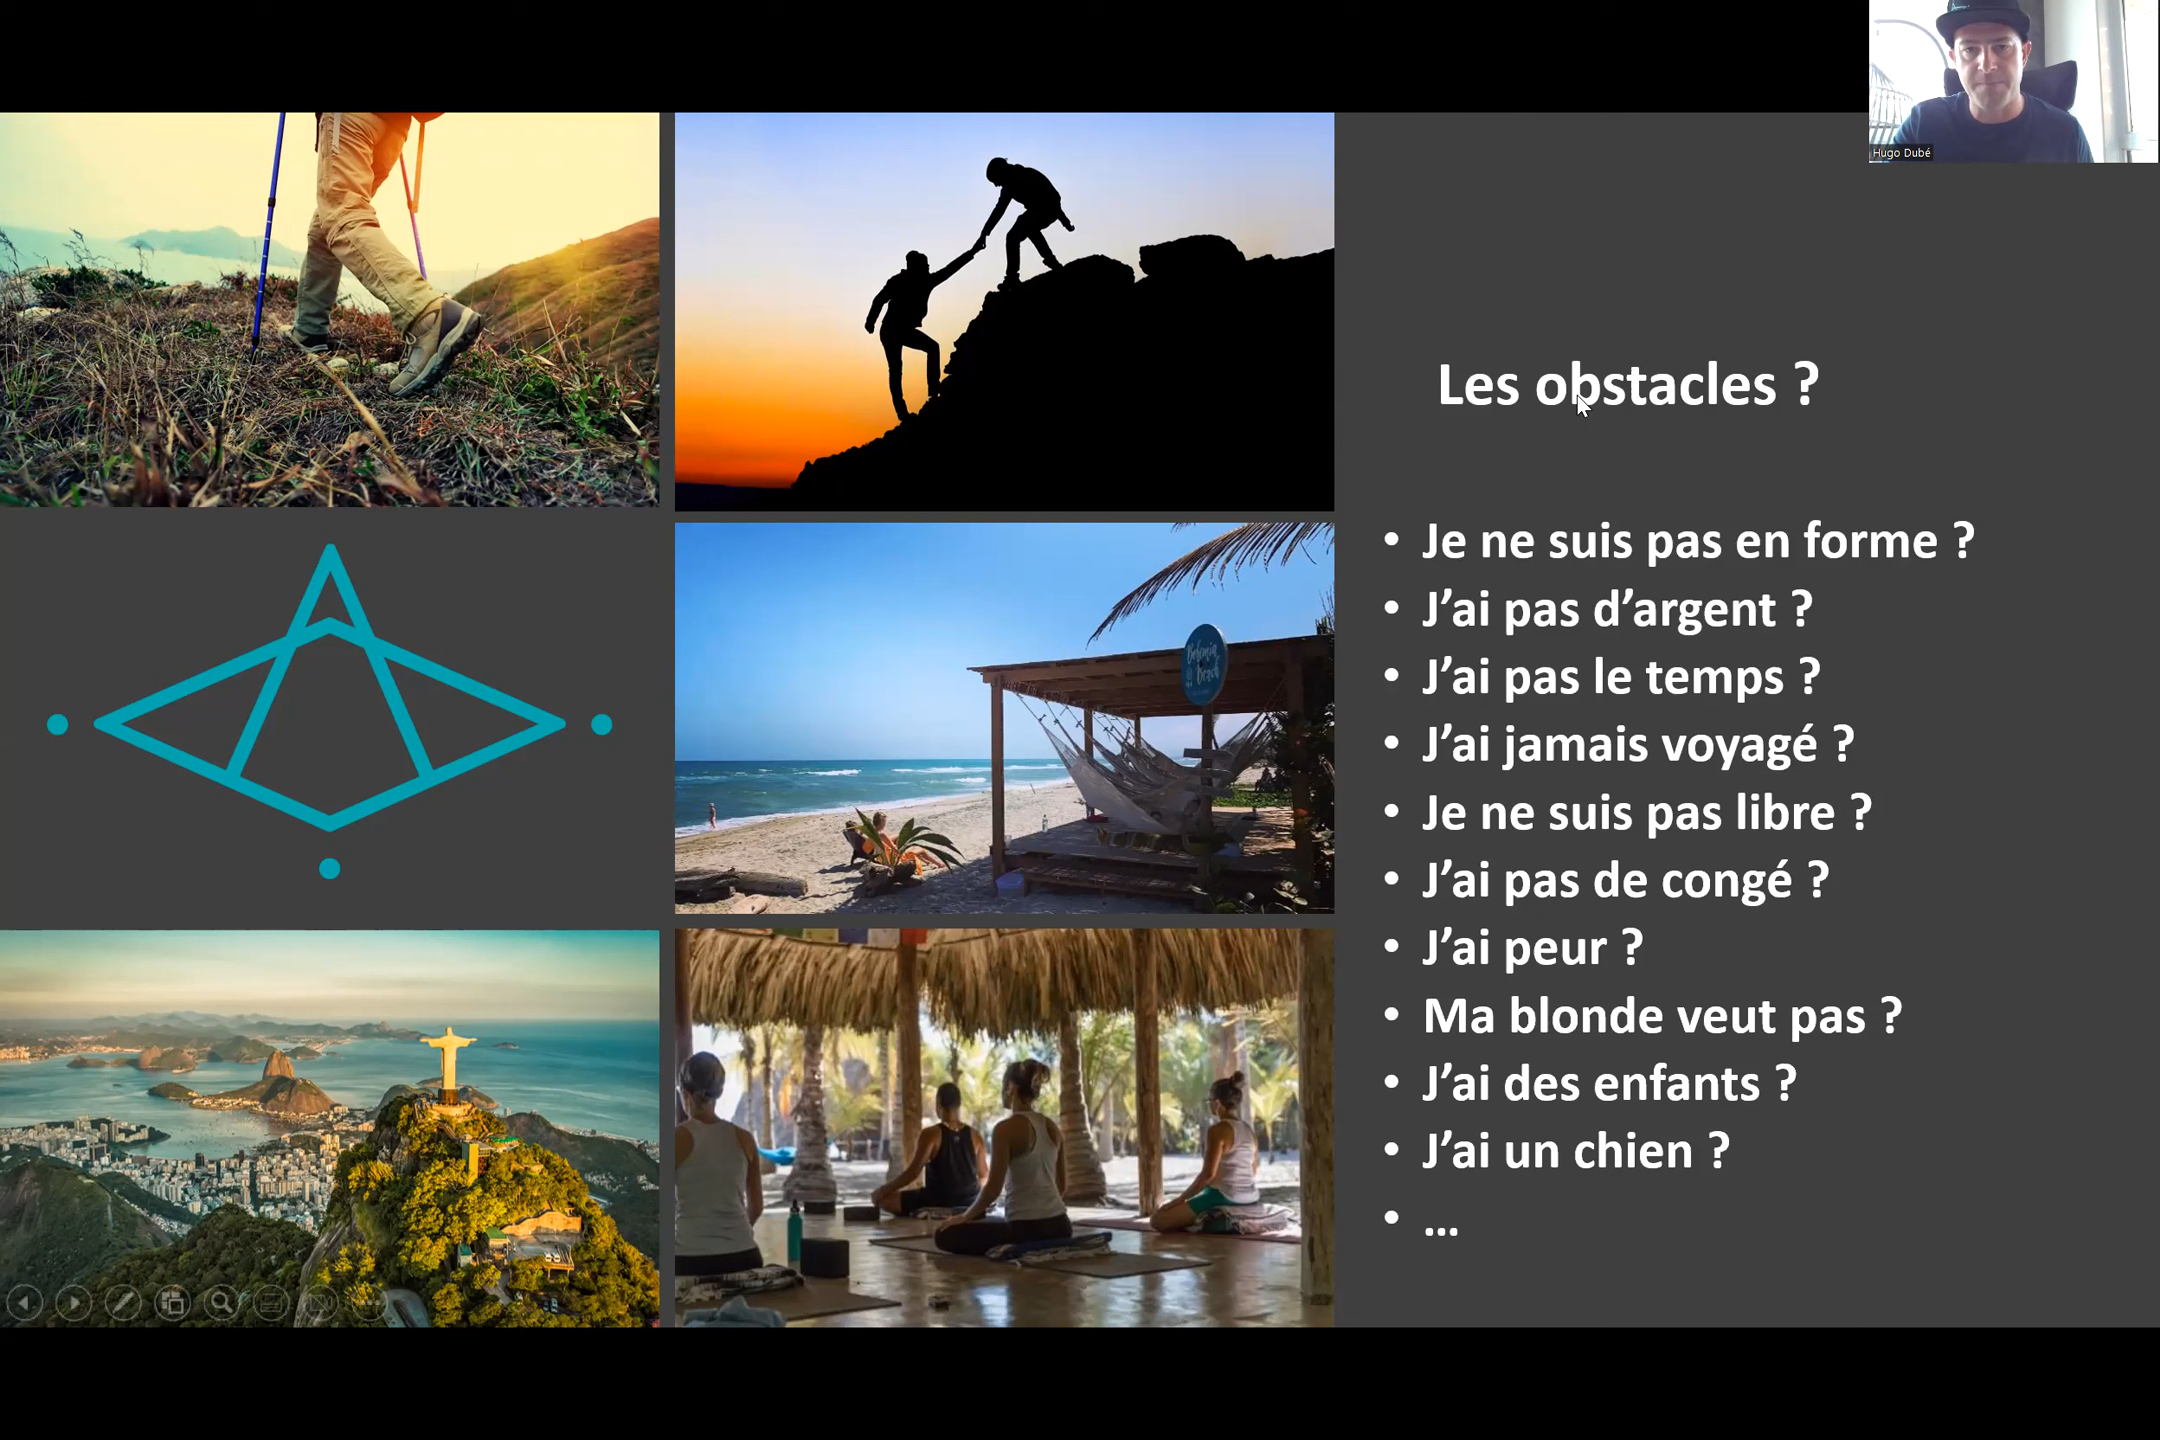 Hugo Dubé
Les obstacles ?
Bohemia
Beach
• Je ne suis pas en forme ?
• J’ai pas d’argent ?
• J’ai pas le temps ?
• J’ai jamais voyagé ?
• Je ne suis pas libre ?
• J’ai pas de congé ?
• J’ai peur ?
• Ma blonde veut pas ?
• J’ai des enfants ?
• J’ai un chien ?
• ...